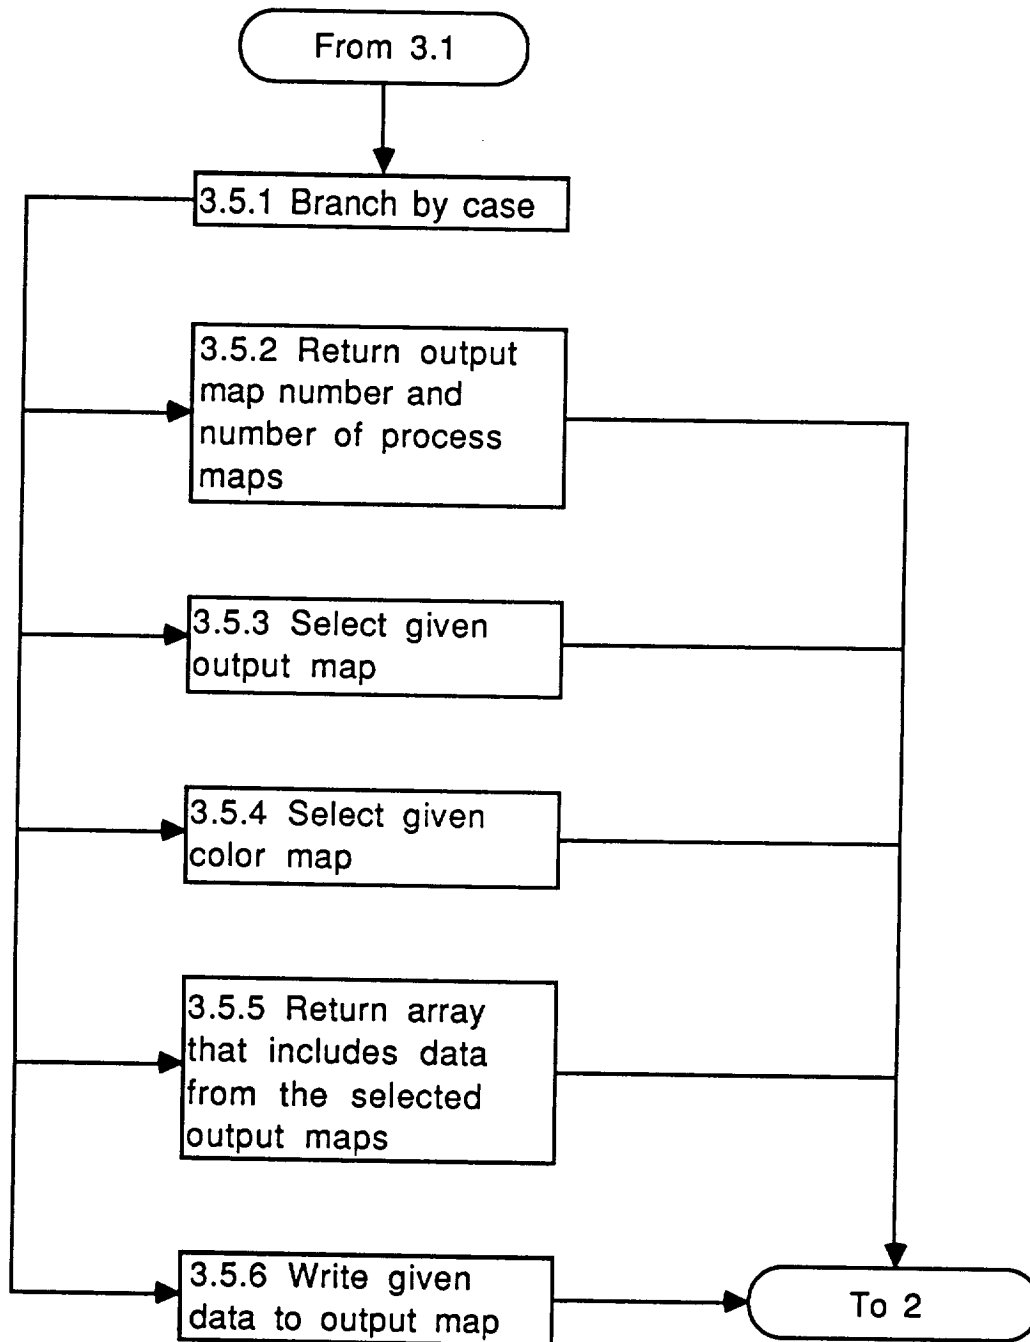 From 3.1
3.5.1 Branch by case
3.5.2 Return output
map number and
number of process
maps
3.5.3 Select given
output map
3.5.4 Select given
color map
3.5.5 Return array
that includes data
from the selected
output maps
3.5.6 Write given
data to output map
To 2